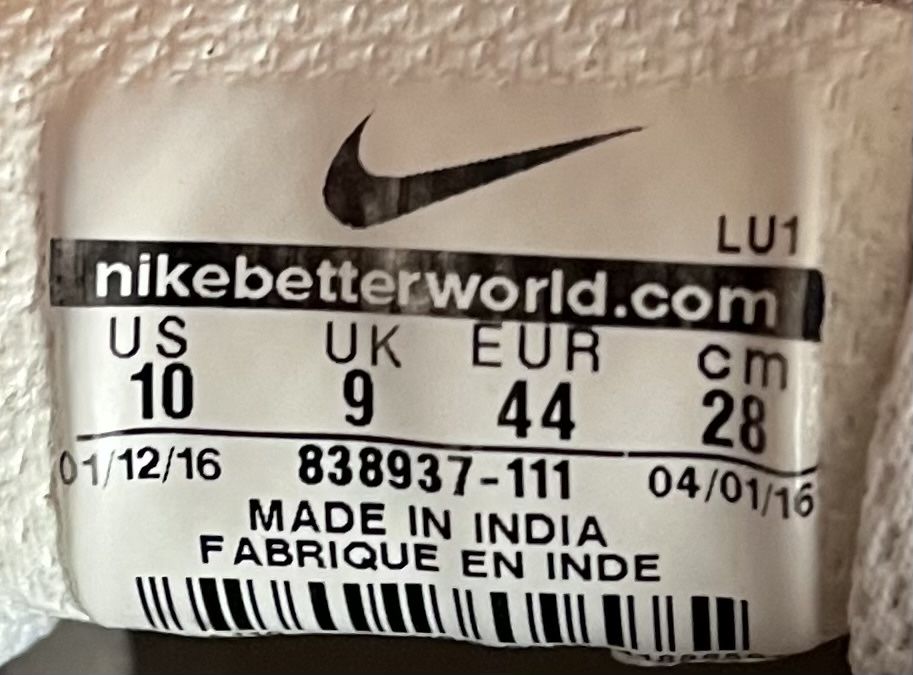 LU1
nikebetterworld.com
US UK EUR cm
10 9 44 28
01/12/16 838937-111 04/01/16
MADE IN INDIA
FABRIQUE EN INDE